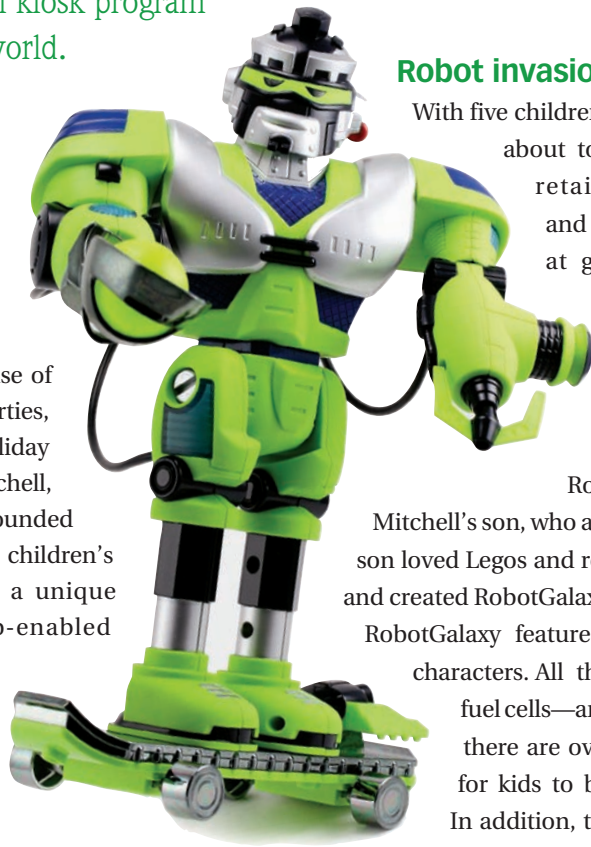 kiosk program
world.
se of
rties,
liday
chell,
ounded
children's
a unique
-enabled
Robot invasio
With five children
about to
retai
and
at g
Ro
Mitchell's son, who a
son loved Legos and r
and created RobotGalax
RobotGalaxy feature
characters. All th
fuel cells—a
there are ov
for kids to b
In addition, t